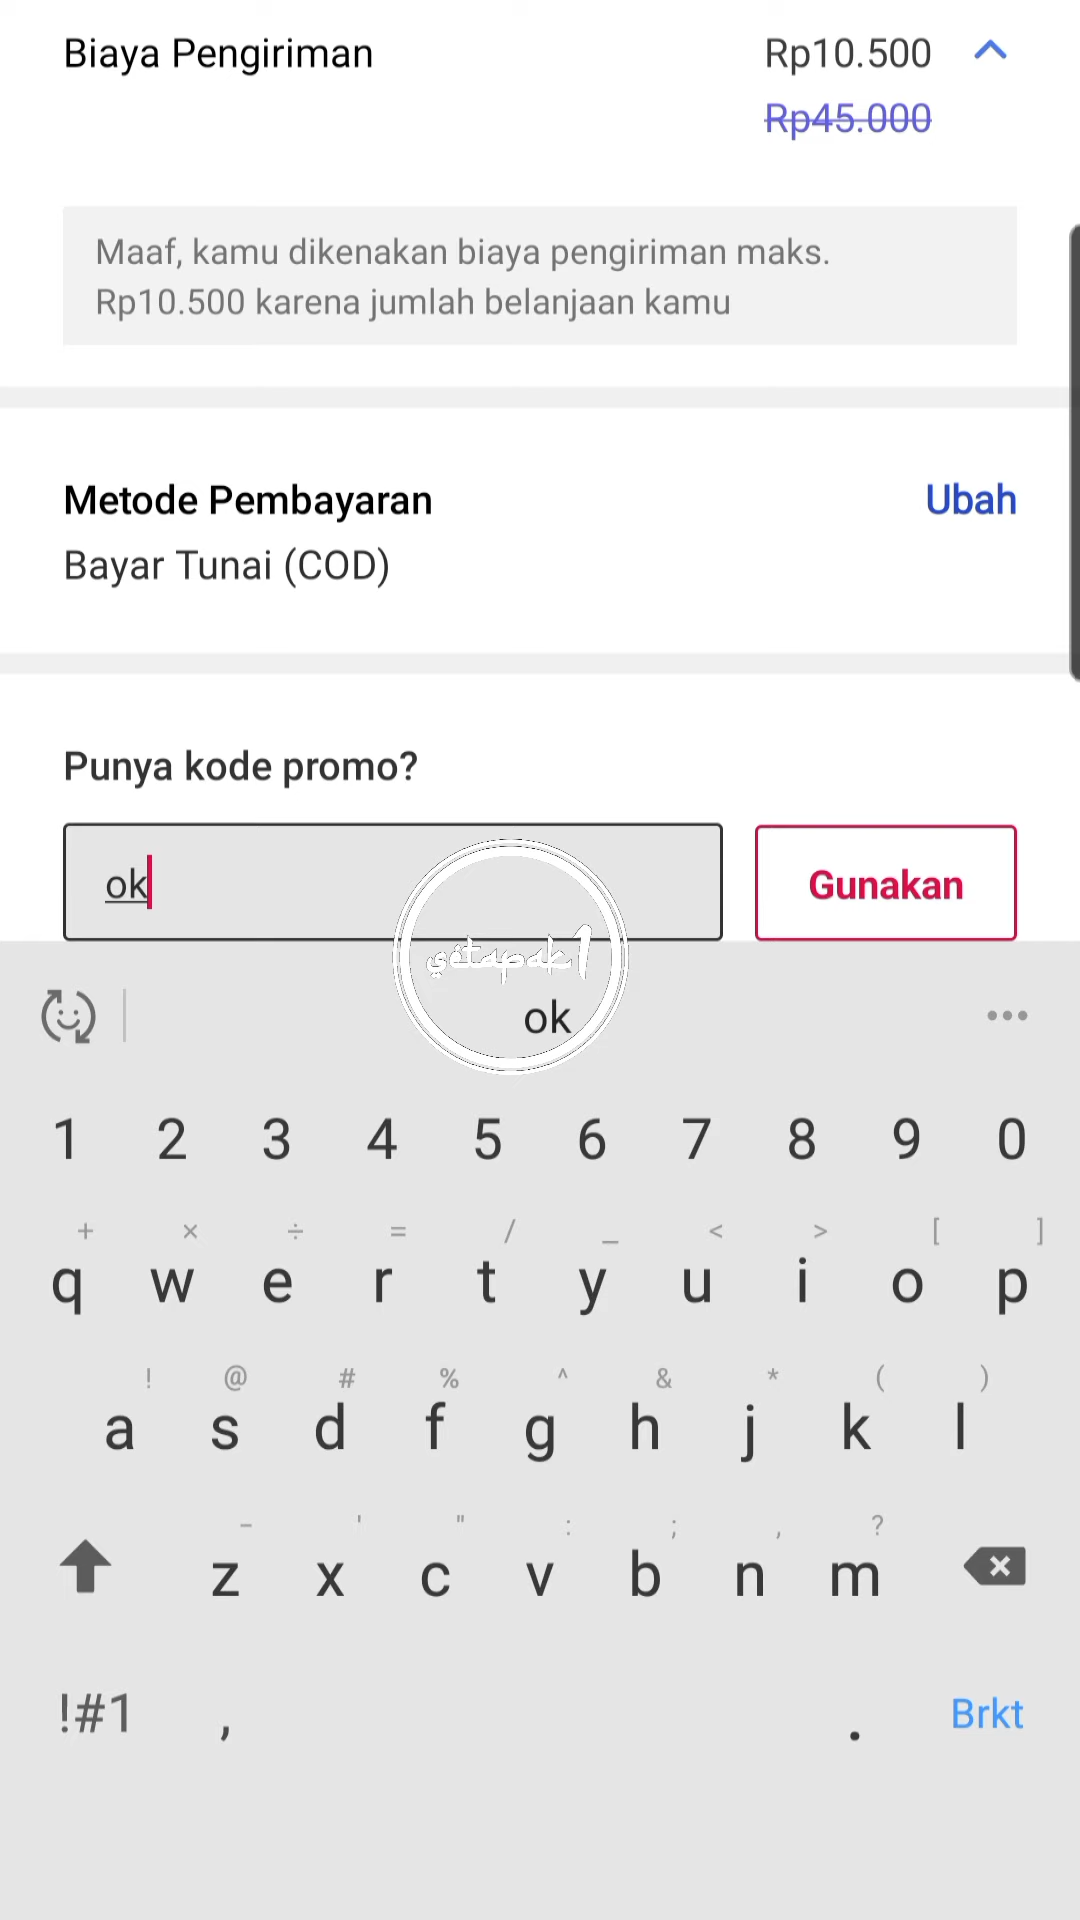 Biaya Pengiriman Rp10.500
Rp45.000
Maaf, kamu dikenakan biaya pengiriman maks.
Rp10.500 karena jumlah belanjaan kamu
Metode Pembayaran Ubah
Bayar Tunai (COD)
Punya kode promo?
ok Gunakan
setapak1
ok
1 2 3 4 5 6 7 8 9 0
+ × ÷ = / _ < > [ ]
q w e r t y u i o p
! @ # % ^ & * ( )
a s d f g h j k l
- ' " : ; , ?
z x c v b n m
!#1 , . Brkt